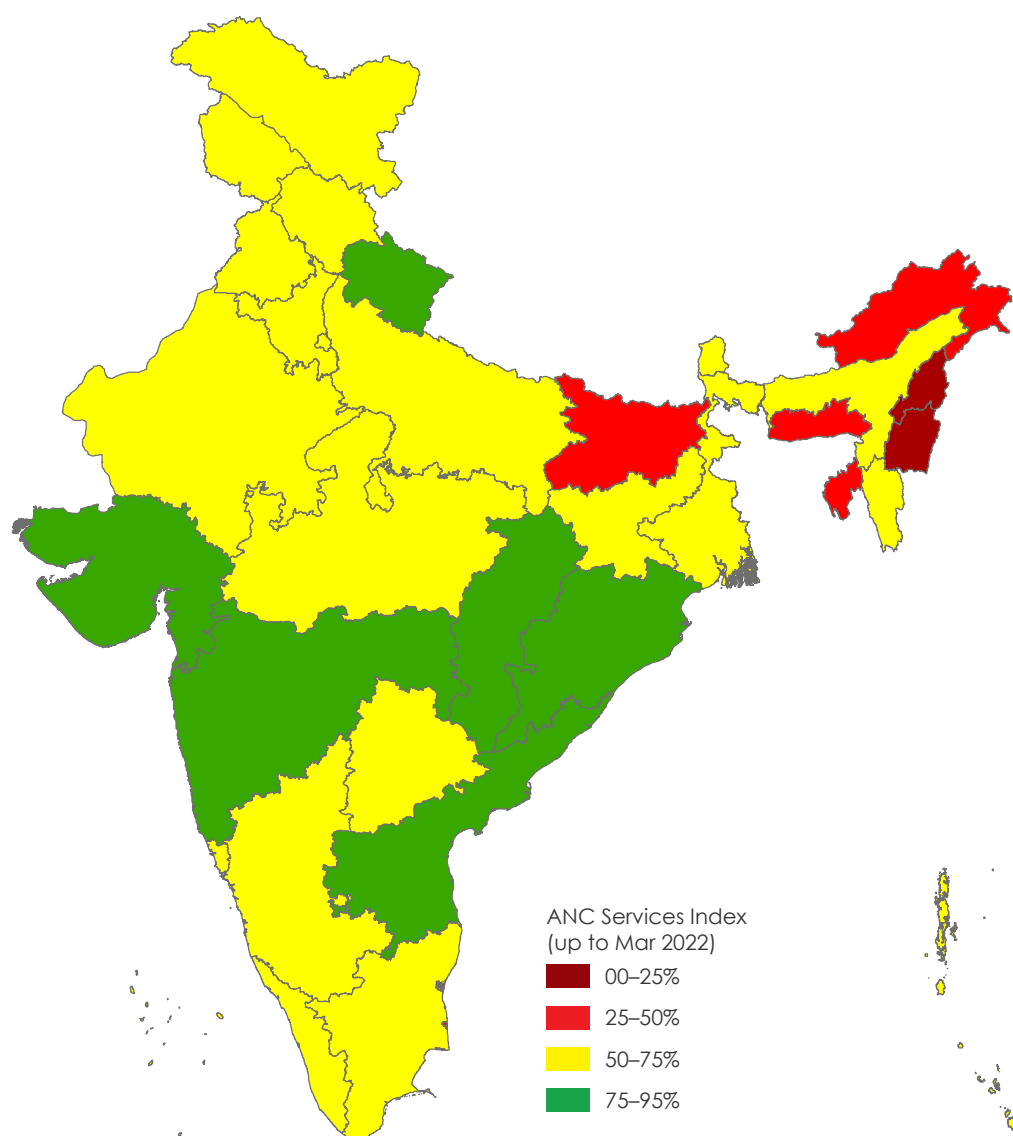 ANC Services Index
(up to Mar 2022)
00–25%
25–50%
50–75%
75–95%